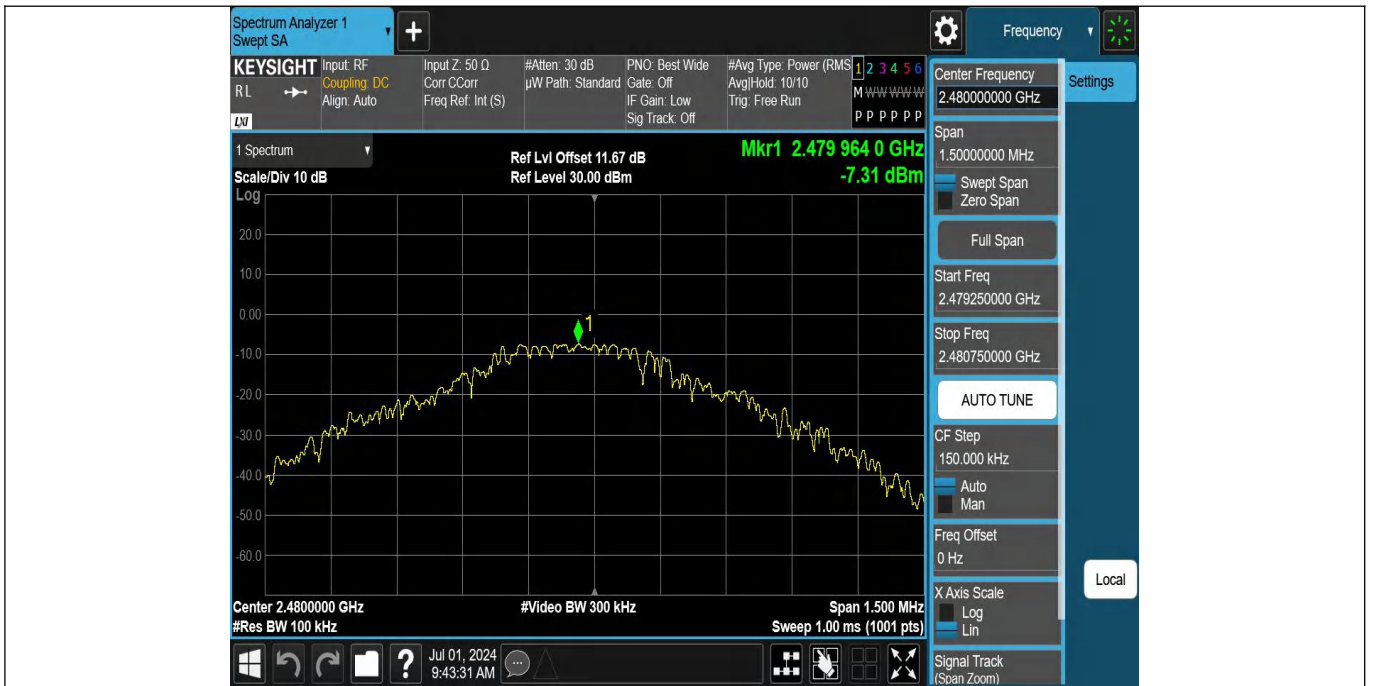 Spectrum Analyzer 1
Swept SA
+
Frequency
KEYSIGHT
RL
LXI
Input: RF
Coupling: DC
Align: Auto
Input Z: 50 Ω
Corr CCorr
Freq Ref: Int (S)
#Atten: 30 dB
µW Path: Standard
PNO: Best Wide
Gate: Off
IF Gain: Low
Sig Track: Off
#Avg Type: Power (RMS
Avg|Hold: 10/10
Trig: Free Run
1 2 3 4 5 6
M W W W W W
P P P P P P
1 Spectrum
Scale/Div 10 dB
Ref Lvl Offset 11.67 dB
Ref Level 30.00 dBm
Mkr1 2.479 964 0 GHz
-7.31 dBm
Log
20.0
10.0
0.00
-10.0
-20.0
-30.0
-40.0
-50.0
-60.0
1
Center 2.4800000 GHz
#Res BW 100 kHz
#Video BW 300 kHz
Span 1.500 MHz
Sweep 1.00 ms (1001 pts)
Center Frequency
2.480000000 GHz
Settings
Span
1.50000000 MHz
Swept Span
Zero Span
Full Span
Start Freq
2.479250000 GHz
Stop Freq
2.480750000 GHz
AUTO TUNE
CF Step
150.000 kHz
Auto
Man
Freq Offset
0 Hz
Local
X Axis Scale
Log
Lin
Signal Track
(Span Zoom)
?
Jul 01, 2024
9:43:31 AM